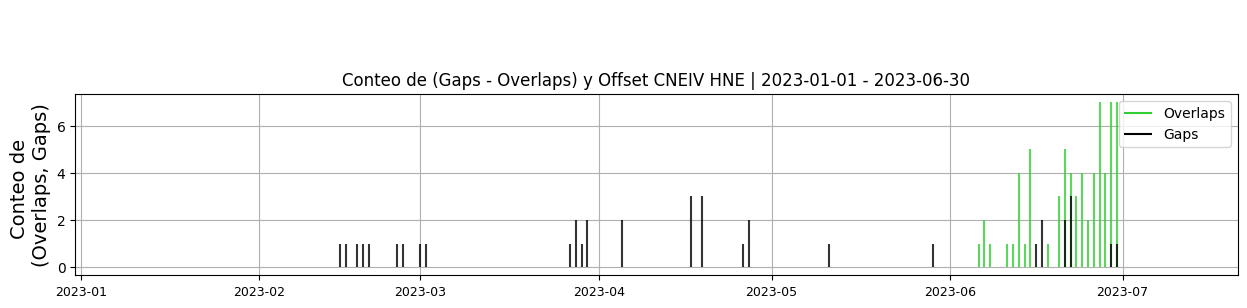 Conteo de (Gaps - Overlaps) y Offset CNEIV HNE | 2023-01-01 - 2023-06-30
Conteo de
(Overlaps, Gaps)
6
4
2
0
Overlaps
Gaps
2023-01
2023-02
2023-03
2023-04
2023-05
2023-06
2023-07